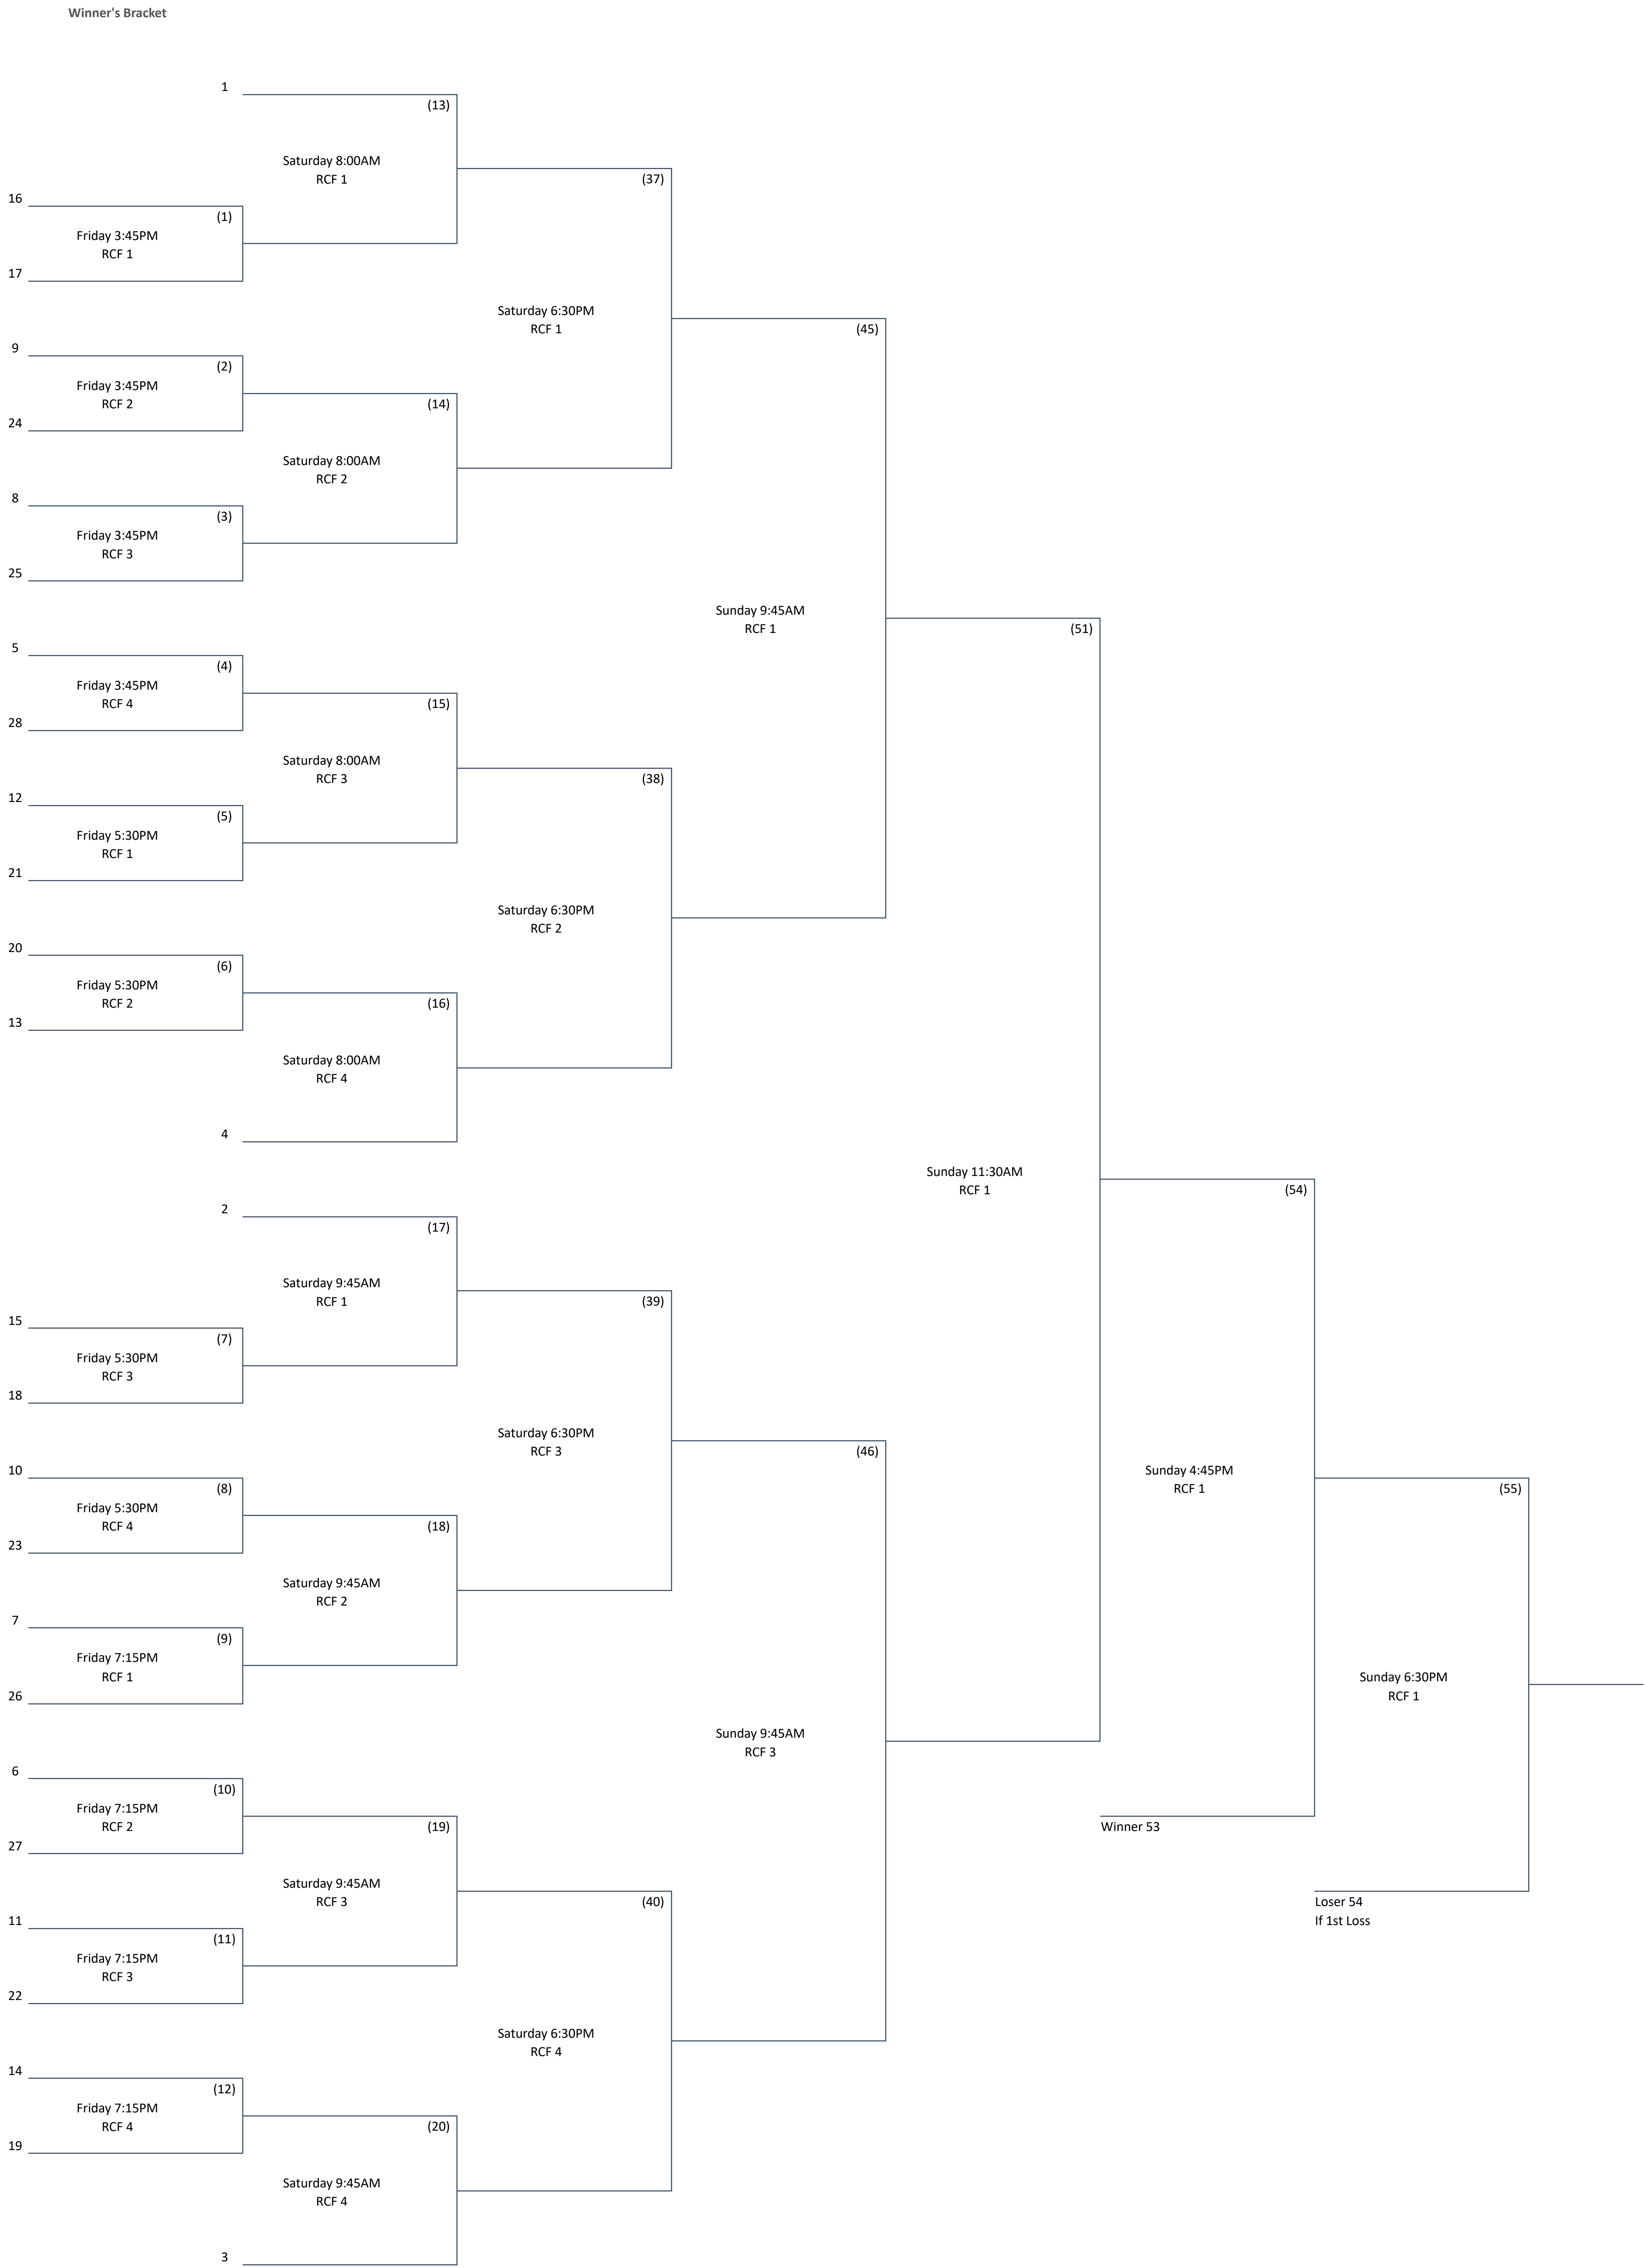 Winner's Bracket
1
(13)
Saturday 8:00AM
RCF 1
(37)
16
(1)
Friday 3:45PM
RCF 1
17
Saturday 6:30PM
RCF 1
(45)
9
(2)
Friday 3:45PM
RCF 2
(14)
24
Saturday 8:00AM
RCF 2
8
(3)
Friday 3:45PM
RCF 3
25
Sunday 9:45AM
RCF 1
(51)
5
(4)
Friday 3:45PM
RCF 4
(15)
28
Saturday 8:00AM
RCF 3
(38)
12
(5)
Friday 5:30PM
RCF 1
21
Saturday 6:30PM
RCF 2
20
(6)
Friday 5:30PM
RCF 2
(16)
13
Saturday 8:00AM
RCF 4
4
Sunday 11:30AM
RCF 1
(54)
2
(17)
Saturday 9:45AM
RCF 1
(39)
15
(7)
Friday 5:30PM
RCF 3
18
Saturday 6:30PM
RCF 3
(46)
10
(8)
Friday 5:30PM
RCF 4
(18)
23
Sunday 4:45PM
RCF 1
(55)
Saturday 9:45AM
RCF 2
7
(9)
Friday 7:15PM
RCF 1
26
Sunday 6:30PM
RCF 1
Sunday 9:45AM
RCF 3
6
(10)
Friday 7:15PM
RCF 2
(19)
27
Winner 53
Saturday 9:45AM
RCF 3
(40)
Loser 54
If 1st Loss
11
(11)
Friday 7:15PM
RCF 3
22
Saturday 6:30PM
RCF 4
14
(12)
Friday 7:15PM
RCF 4
(20)
19
Saturday 9:45AM
RCF 4
3